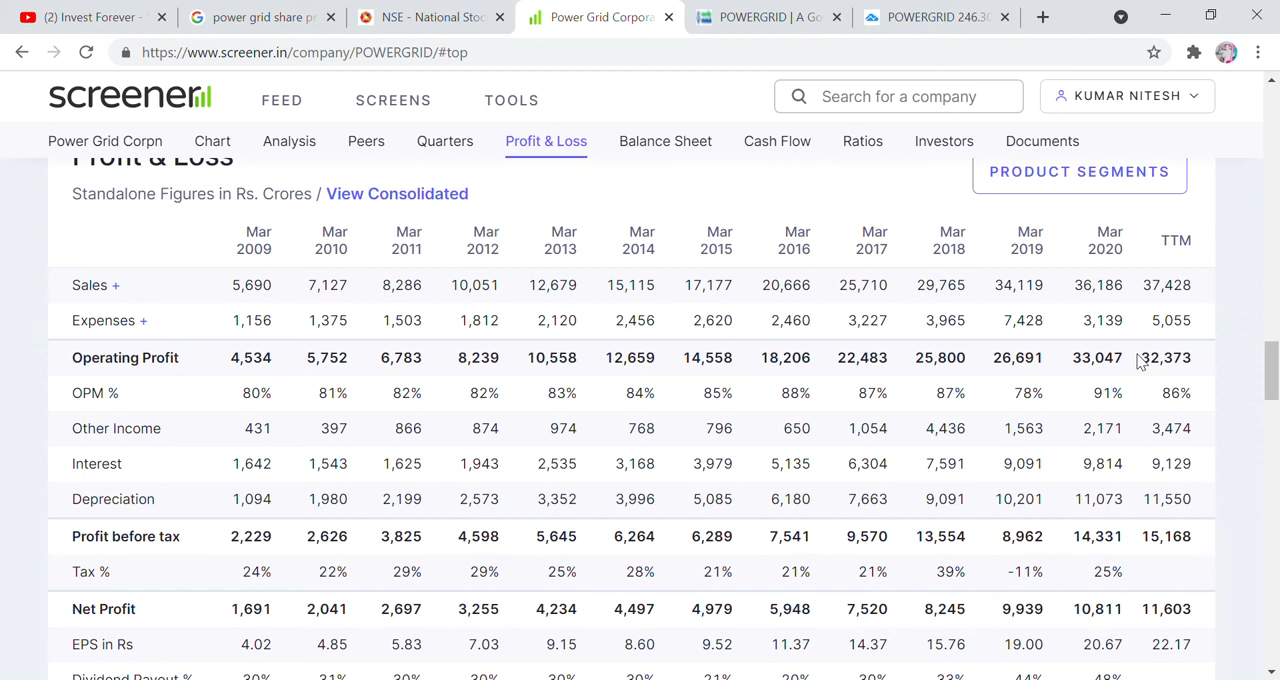 (2) Invest Forever -
power grid share pr
NSE - National Stoc
Power Grid Corpora
POWERGRID | A Go
POWERGRID 246.30
https://www.screener.in/company/POWERGRID/#top
screener
FEED SCREENS TOOLS
Search for a company
KUMAR NITESH
Power Grid Corpn Chart Analysis Peers Quarters Profit & Loss Balance Sheet Cash Flow Ratios Investors Documents
Profit & Loss
PRODUCT SEGMENTS
Standalone Figures in Rs. Crores / View Consolidated
Mar 2009 Mar 2010 Mar 2011 Mar 2012 Mar 2013 Mar 2014 Mar 2015 Mar 2016 Mar 2017 Mar 2018 Mar 2019 Mar 2020 TTM
Sales + 5,690 7,127 8,286 10,051 12,679 15,115 17,177 20,666 25,710 29,765 34,119 36,186 37,428
Expenses + 1,156 1,375 1,503 1,812 2,120 2,456 2,620 2,460 3,227 3,965 7,428 3,139 5,055
Operating Profit 4,534 5,752 6,783 8,239 10,558 12,659 14,558 18,206 22,483 25,800 26,691 33,047 32,373
OPM % 80% 81% 82% 82% 83% 84% 85% 88% 87% 87% 78% 91% 86%
Other Income 431 397 866 874 974 768 796 650 1,054 4,436 1,563 2,171 3,474
Interest 1,642 1,543 1,625 1,943 2,535 3,168 3,979 5,135 6,304 7,591 9,091 9,814 9,129
Depreciation 1,094 1,980 2,199 2,573 3,352 3,996 5,085 6,180 7,663 9,091 10,201 11,073 11,550
Profit before tax 2,229 2,626 3,825 4,598 5,645 6,264 6,289 7,541 9,570 13,554 8,962 14,331 15,168
Tax % 24% 22% 29% 29% 25% 28% 21% 21% 21% 39% -11% 25%
Net Profit 1,691 2,041 2,697 3,255 4,234 4,497 4,979 5,948 7,520 8,245 9,939 10,811 11,603
EPS in Rs 4.02 4.85 5.83 7.03 9.15 8.60 9.52 11.37 14.37 15.76 19.00 20.67 22.17
Dividend Payout % 30% 31% 30% 30% 30% 30% 21% 20% 30% 33% 44% 48%